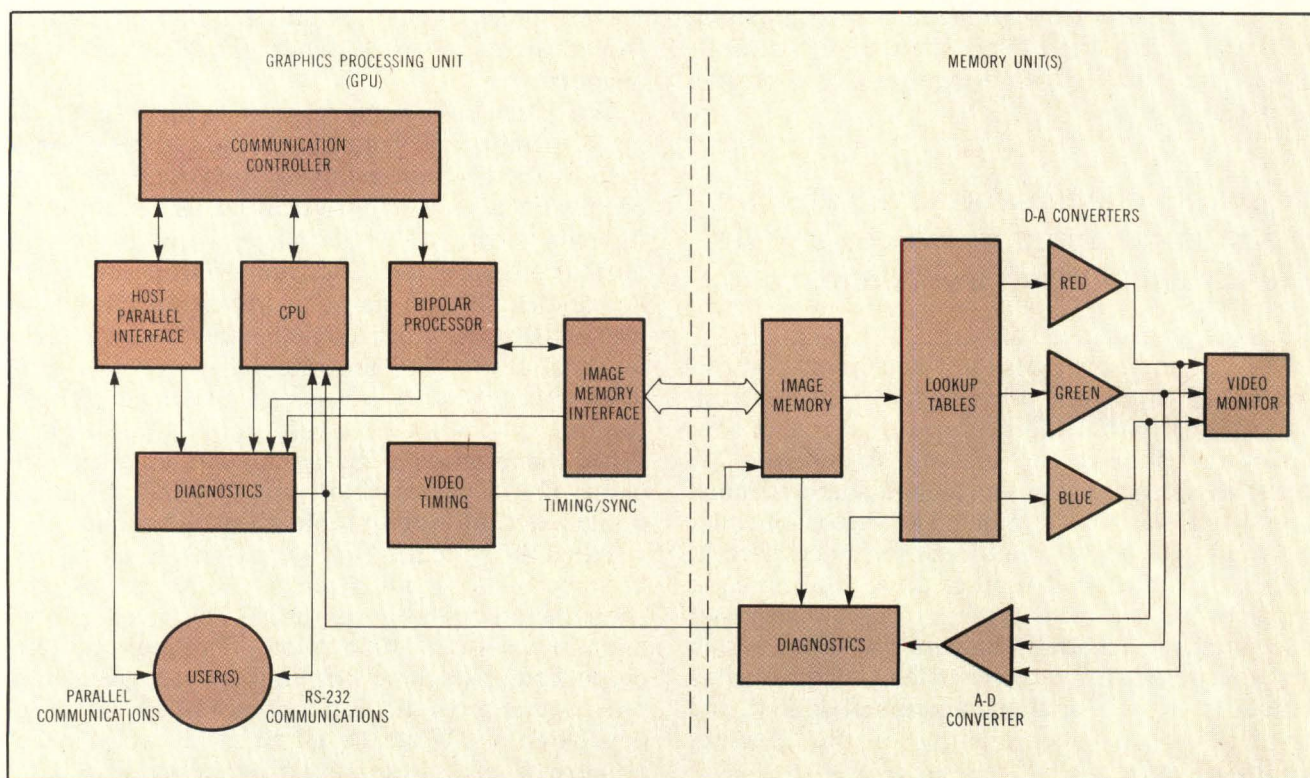 GRAPHICS PROCESSING UNIT
(GPU)
MEMORY UNIT(S)
COMMUNICATION
CONTROLLER
D-A CONVERTERS
HOST
PARALLEL
INTERFACE
CPU
BIPOLAR
PROCESSOR
IMAGE
MEMORY
INTERFACE
IMAGE
MEMORY
LOOKUP
TABLES
RED
GREEN
BLUE
VIDEO
MONITOR
DIAGNOSTICS
VIDEO
TIMING
TIMING/SYNC
USER(S)
PARALLEL
COMMUNICATIONS
RS-232
COMMUNICATIONS
DIAGNOSTICS
A-D
CONVERTER